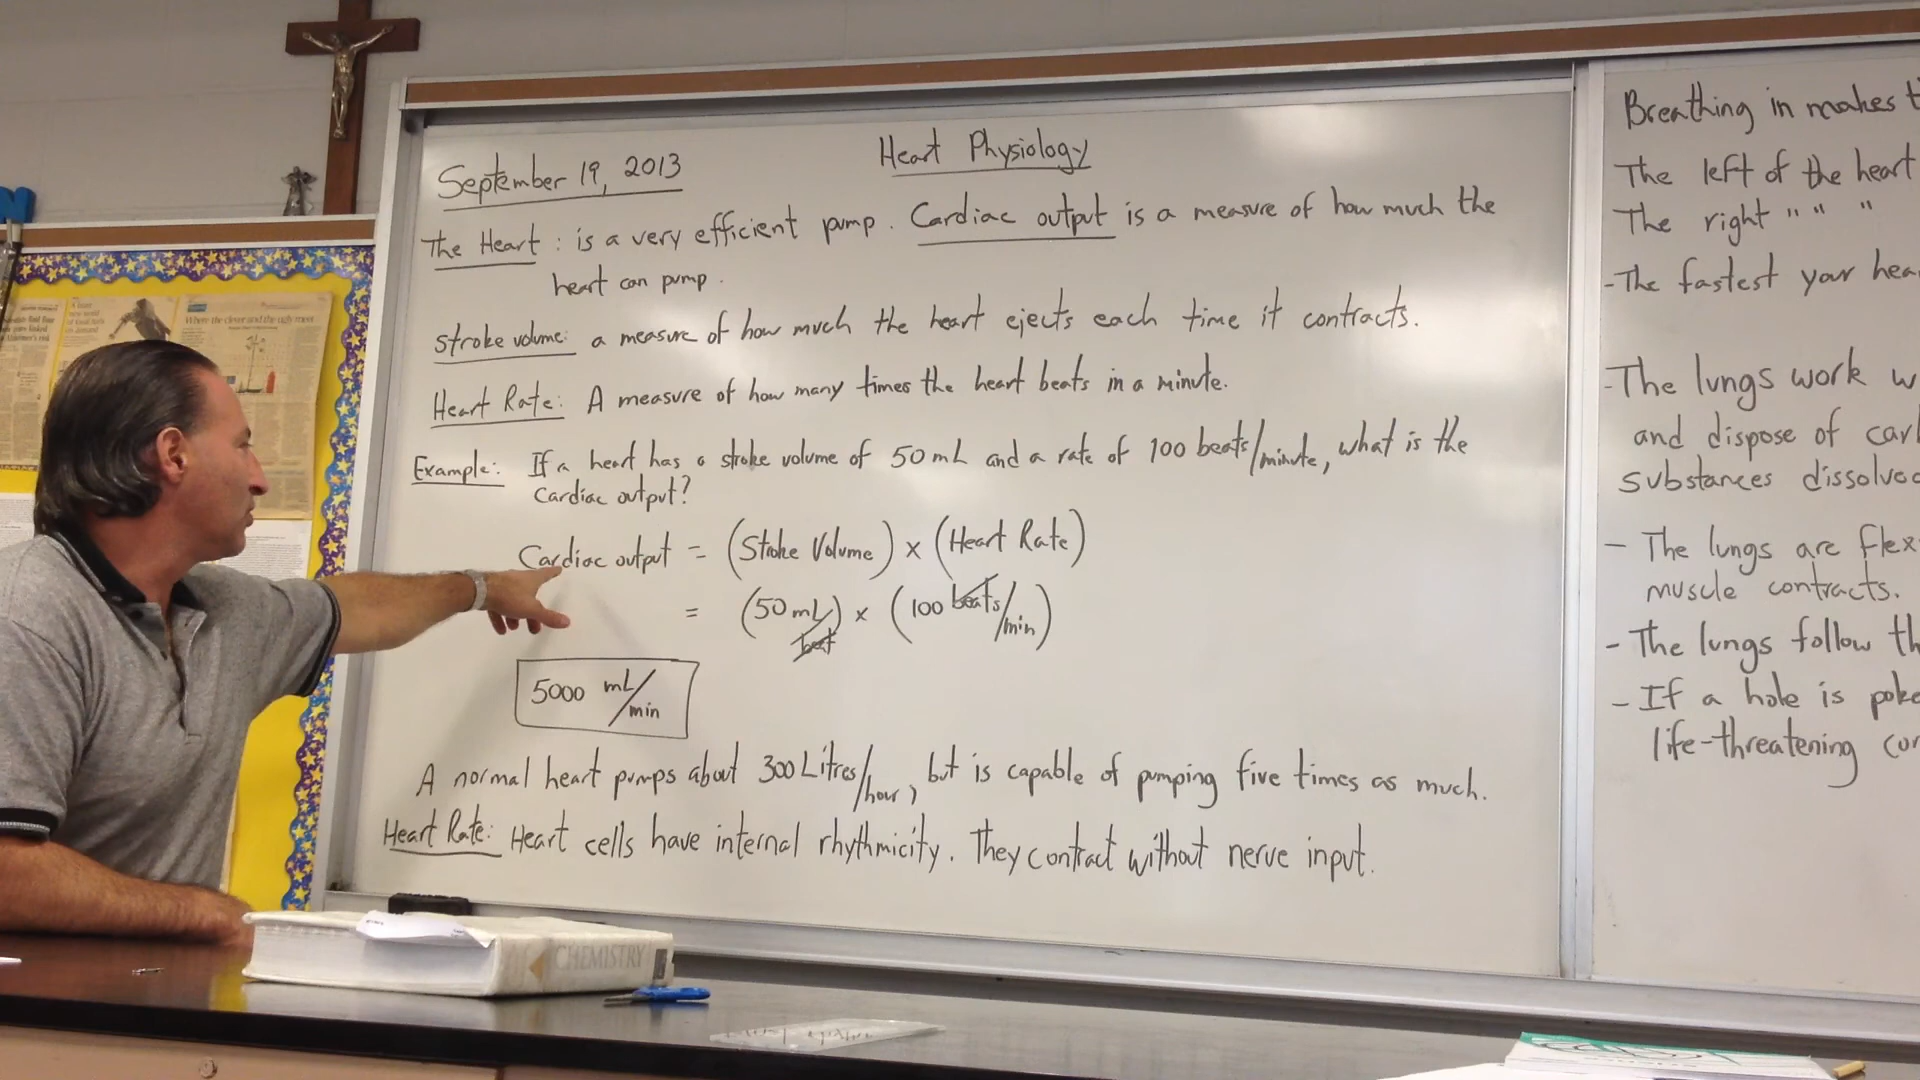 September 19, 2013
Heart Physiology
The Heart: is a very efficient pump. Cardiac output is a measure of how much the
heart can pump.
Stroke volume: a measure of how much the heart ejects each time it contracts.
Heart Rate: A measure of how many times the heart beats in a minute.
Example: If a heart has a stroke volume of 50 mL and a rate of 100 beats/minute, what is the
cardiac output?
Cardiac output = (Stroke Volume) x (Heart Rate)
= (50 mL/beat) x (100 beats/min)
5000 mL/min
A normal heart pumps about 300 Litres/hour, but is capable of pumping five times as much.
Heart Rate: Heart cells have internal rhythmicity. They contract without nerve input.
Breathing in makes
The left of the heart
The right " " "
- The fastest your
- The lungs work
and dispose of
substances
- The lungs are
muscle contracts.
- The lungs follow
- If a hole is
life-threatening
Where the clever and the ugly meet
CHEMISTRY